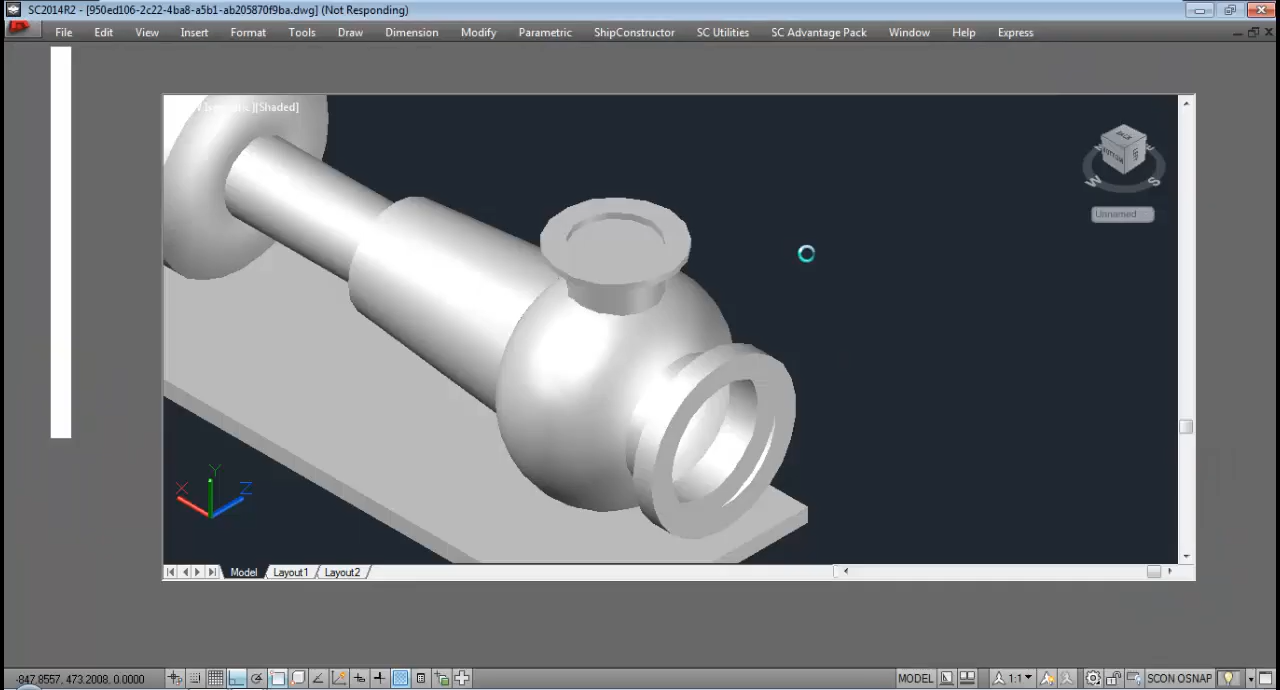 SC2014R2 - [950ed106-2c22-4ba8-a5b1-ab205870f9ba.dwg] (Not Responding)
File Edit View Insert Format Tools Draw Dimension Modify Parametric ShipConstructor SC Utilities SC Advantage Pack Window Help Express
][Shaded]
BACK
BOTTOM
W
S
Unnamed
Y
X Z
Model Layout1 Layout2
-847.8557, 473.2008, 0.0000 MODEL 1:1 SCON OSNAP